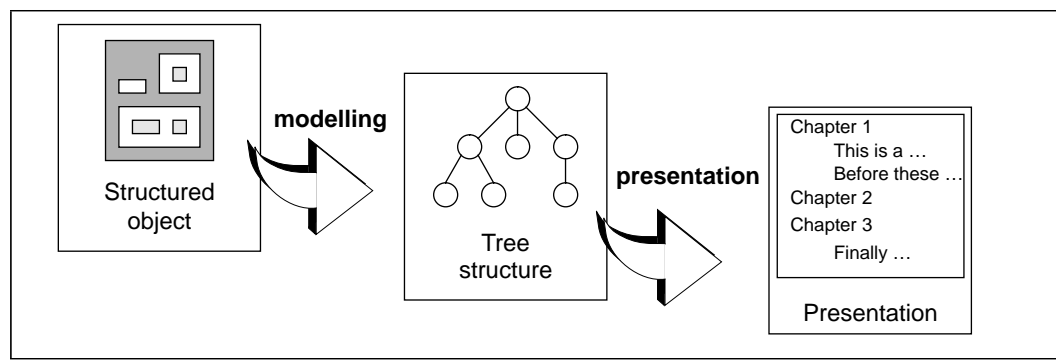 Structured
object
modelling
Tree
structure
presentation
Chapter 1
This is a …
Before these …
Chapter 2
Chapter 3
Finally …
Presentation